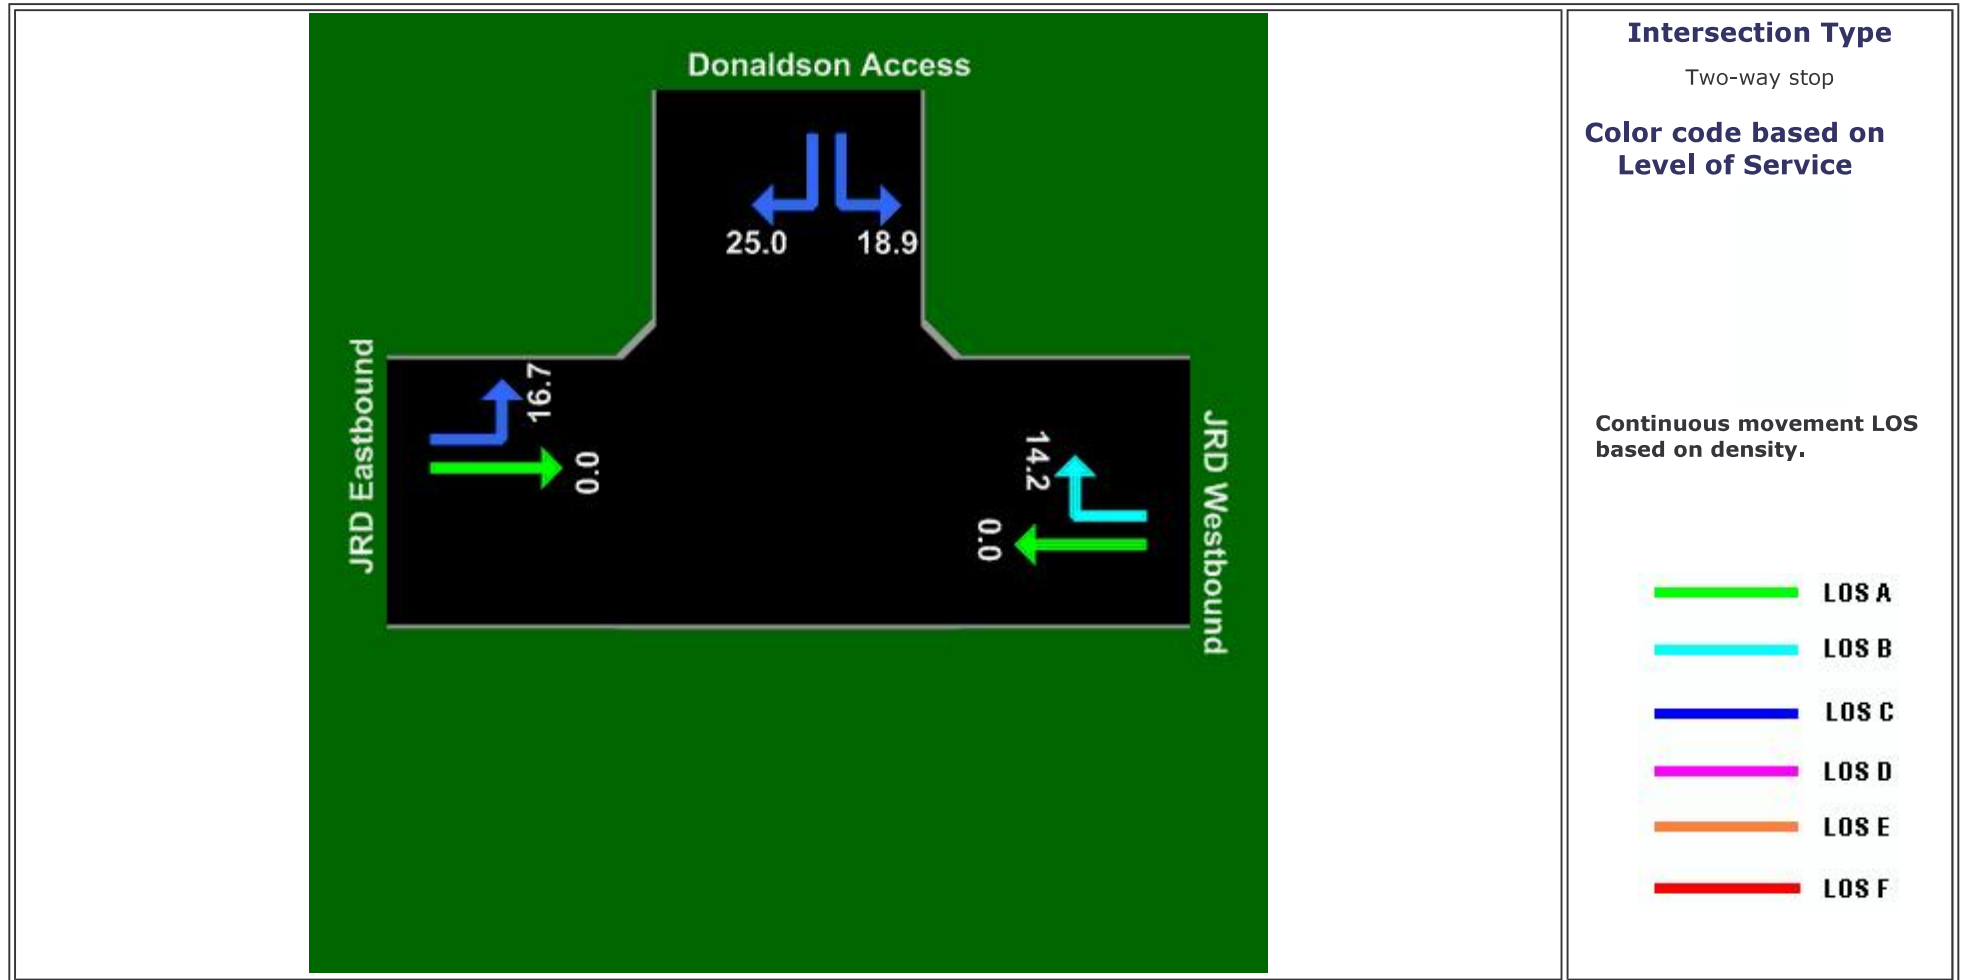 Donaldson Access
25.0
18.9
JRD Eastbound
16.7
0.0
14.2
0.0
JRD Westbound
Intersection Type
Two-way stop
Color code based on
Level of Service
Continuous movement LOS
based on density.
LOS A
LOS B
LOS C
LOS D
LOS E
LOS F